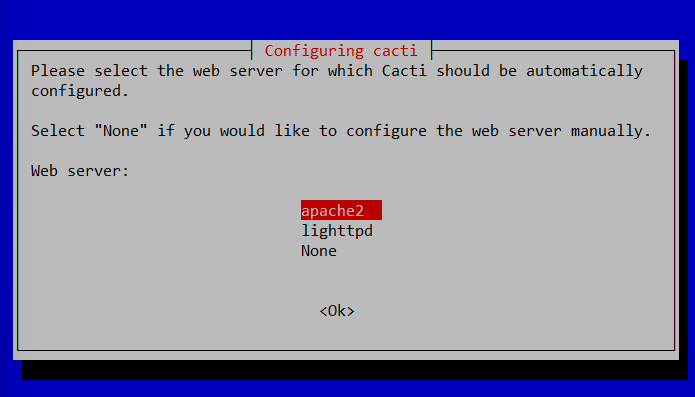 Configuring cacti
Please select the web server for which Cacti should be automatically
configured.
Select "None" if you would like to configure the web server manually.
Web server:
apache2
lighttpd
None
<Ok>